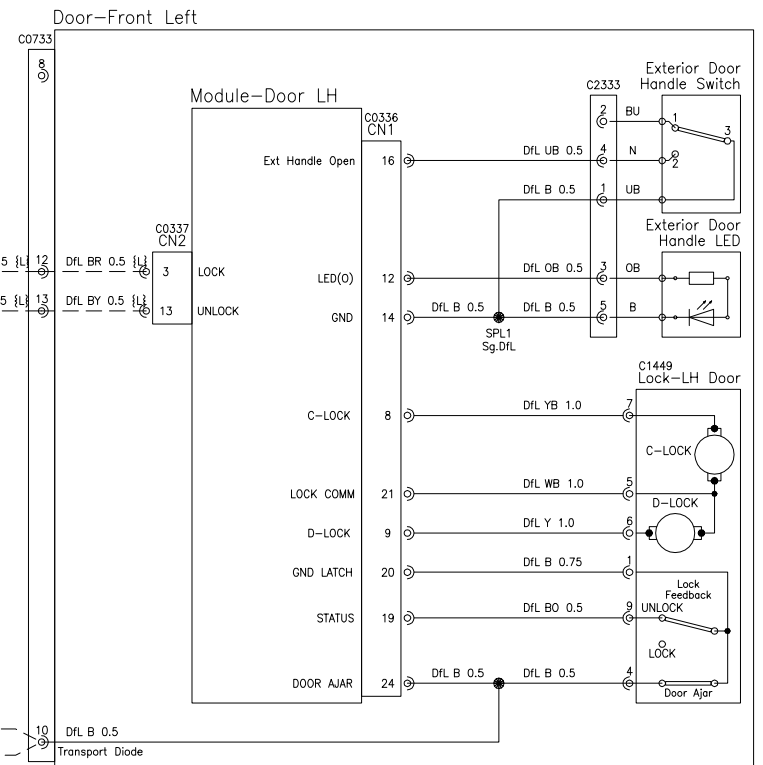 Door-Front Left
C0733
8
Module-Door LH
C0336
CN1
C2333
Exterior Door
Handle Switch
2 BU 1 3
Ext Handle Open 16 DfL UB 0.5 4 N 2
DfL B 0.5 1 UB
C0337
CN2
Exterior Door
Handle LED
5 {L} 12 DfL BR 0.5 {L} 3 LOCK
LED(O) 12 DfL OB 0.5 3 OB
5 {L} 13 DfL BY 0.5 {L} 13 UNLOCK
GND 14 DfL B 0.5 DfL B 0.5 5 B
SPL1
Sg.DfL
C1449
Lock-LH Door
C-LOCK 8 DfL YB 1.0 7
C-LOCK
LOCK COMM 21 DfL WB 1.0 5
D-LOCK
D-LOCK 9 DfL Y 1.0 6
GND LATCH 20 DfL B 0.75 1
Lock
Feedback
STATUS 19 DfL BO 0.5 9 UNLOCK
LOCK
DOOR AJAR 24 DfL B 0.5 DfL B 0.5 4
Door Ajar
10 DfL B 0.5
Transport Diode